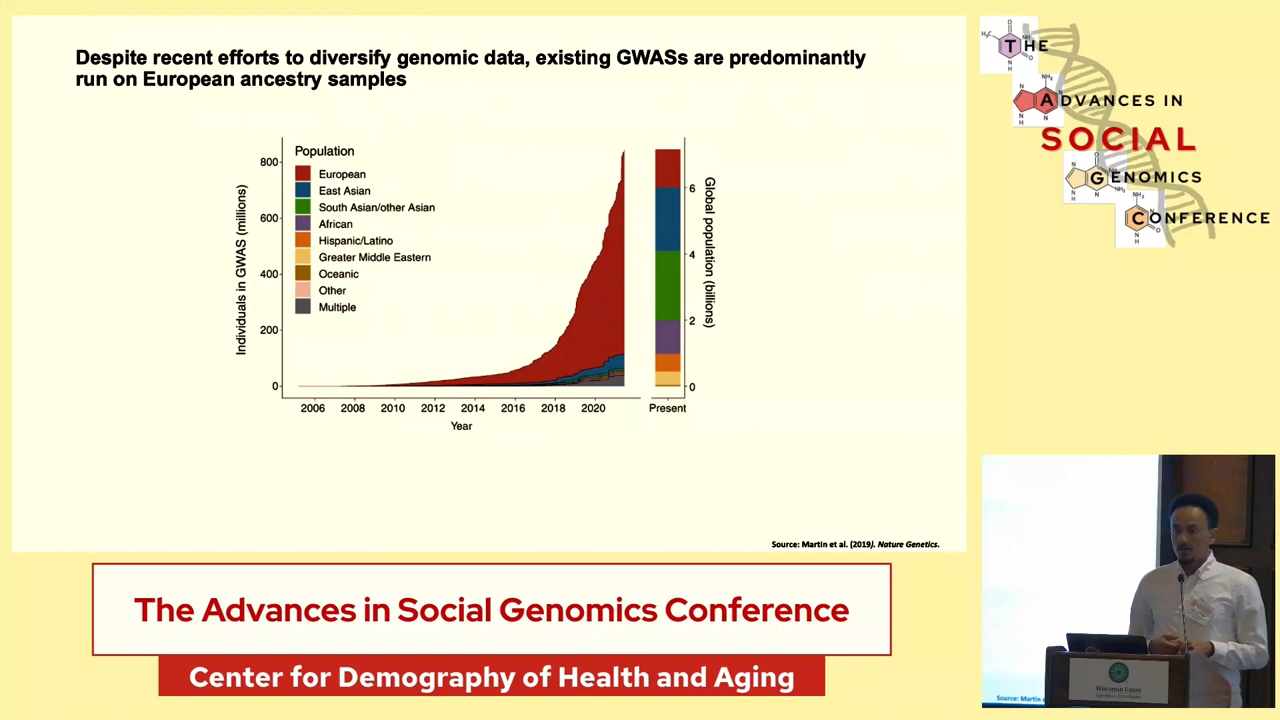 Despite recent efforts to diversify genomic data, existing GWASs are predominantly
run on European ancestry samples
Individuals in GWAS (millions)
800
600
400
200
0
Population
European
East Asian
South Asian/other Asian
African
Hispanic/Latino
Greater Middle Eastern
Oceanic
Other
Multiple
2006 2008 2010 2012 2014 2016 2018 2020
Year
6
4
2
0
Global population (billions)
Present
Source: Martin et al. (2019). Nature Genetics.
THE
ADVANCES IN
SOCIAL
GENOMICS
CONFERENCE
The Advances in Social Genomics Conference
Center for Demography of Health and Aging
Wisconsin Union
Source: Martin